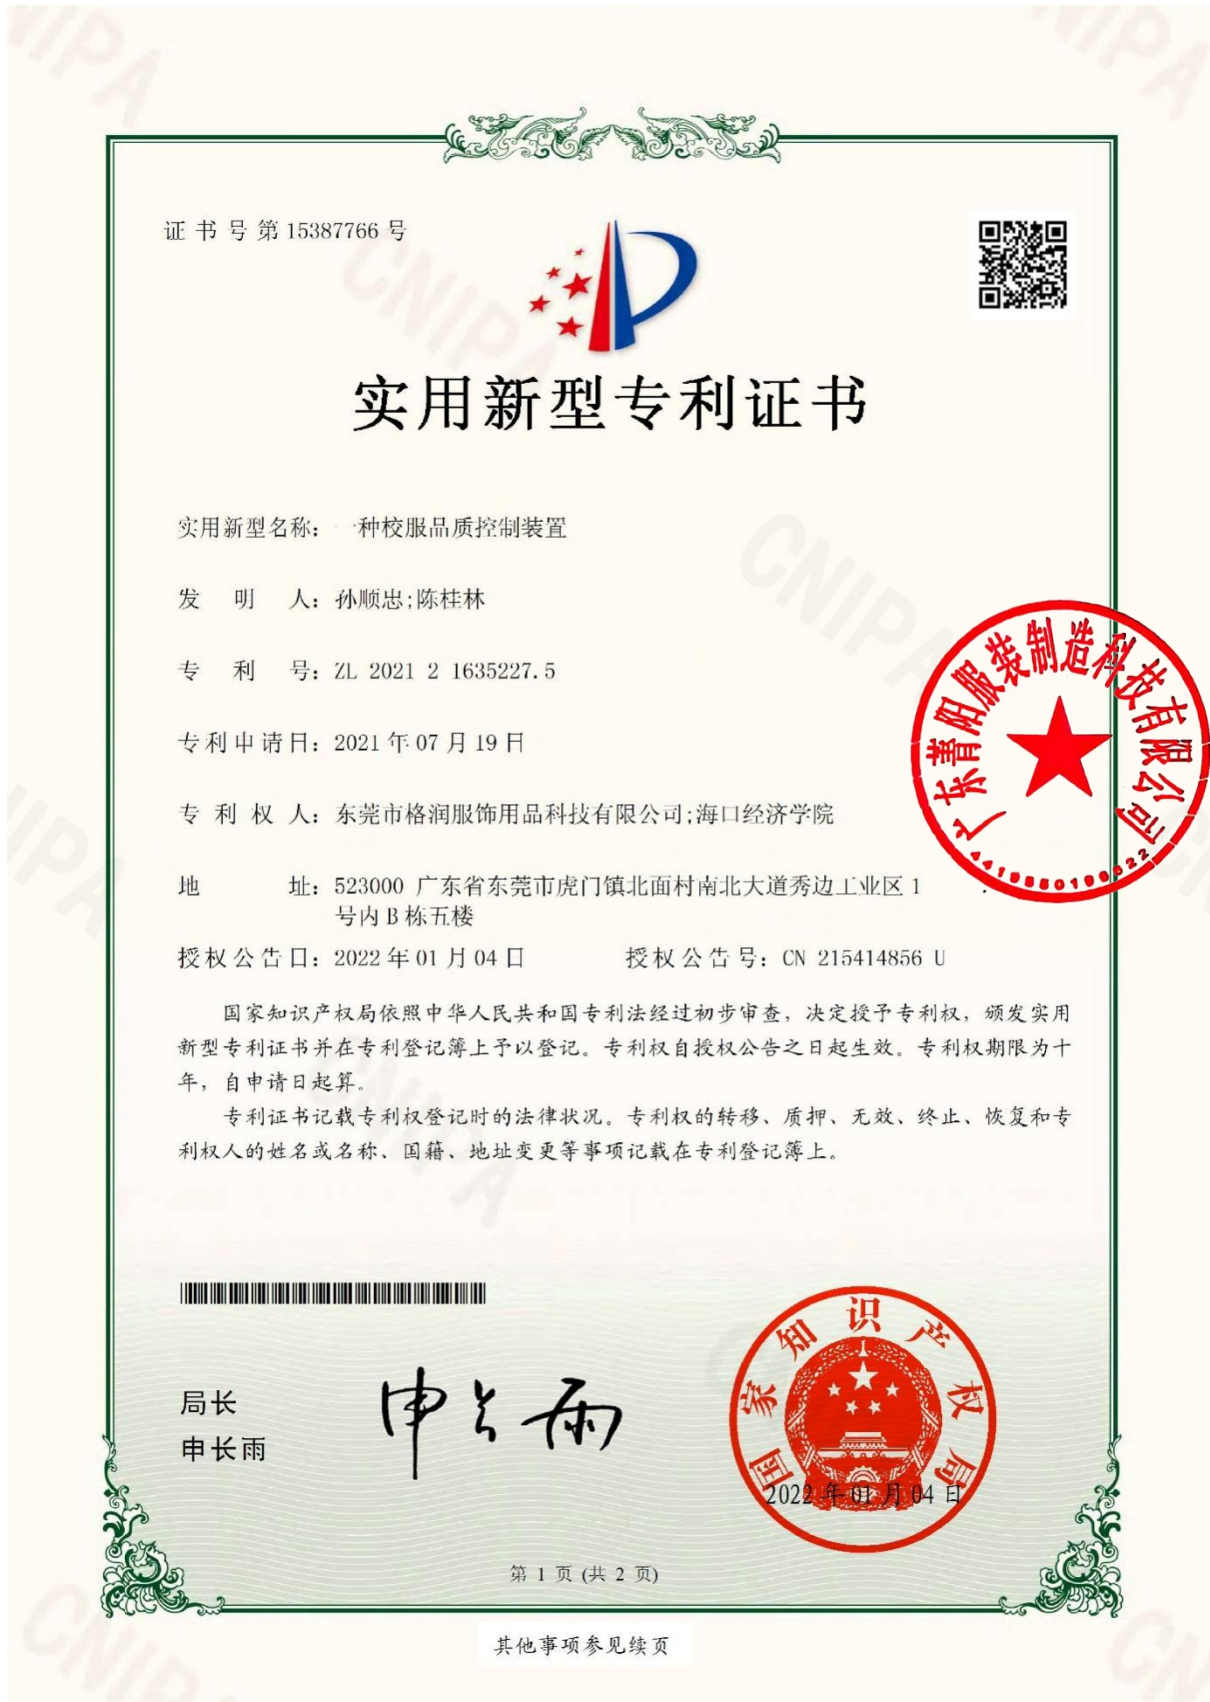 证书号第15387766号
实用新型专利证书
实用新型名称：一种校服品质控制装置
发明人：孙顺忠;陈桂林
专利号：ZL 2021 2 1635227.5
专利申请日：2021年07月19日
专利权人：东莞市格润服饰用品科技有限公司;海口经济学院
地址：523000 广东省东莞市虎门镇北面村南北大道秀边工业区1
号内B栋五楼
授权公告日：2022年01月04日 授权公告号：CN 215414856 U
国家知识产权局依照中华人民共和国专利法经过初步审查，决定授予专利权，颁发实用
新型专利证书并在专利登记簿上予以登记。专利权自授权公告之日起生效。专利权期限为十
年，自申请日起算。
专利证书记载专利权登记时的法律状况。专利权的转移、质押、无效、终止、恢复和专
利权人的姓名或名称、国籍、地址变更等事项记载在专利登记簿上。
广东菁阳服装制造科技有限公司
局长
申长雨
申长雨
国家知识产权局
2022年01月04日
第 1 页 (共 2 页)
其他事项参见续页
CNIPA